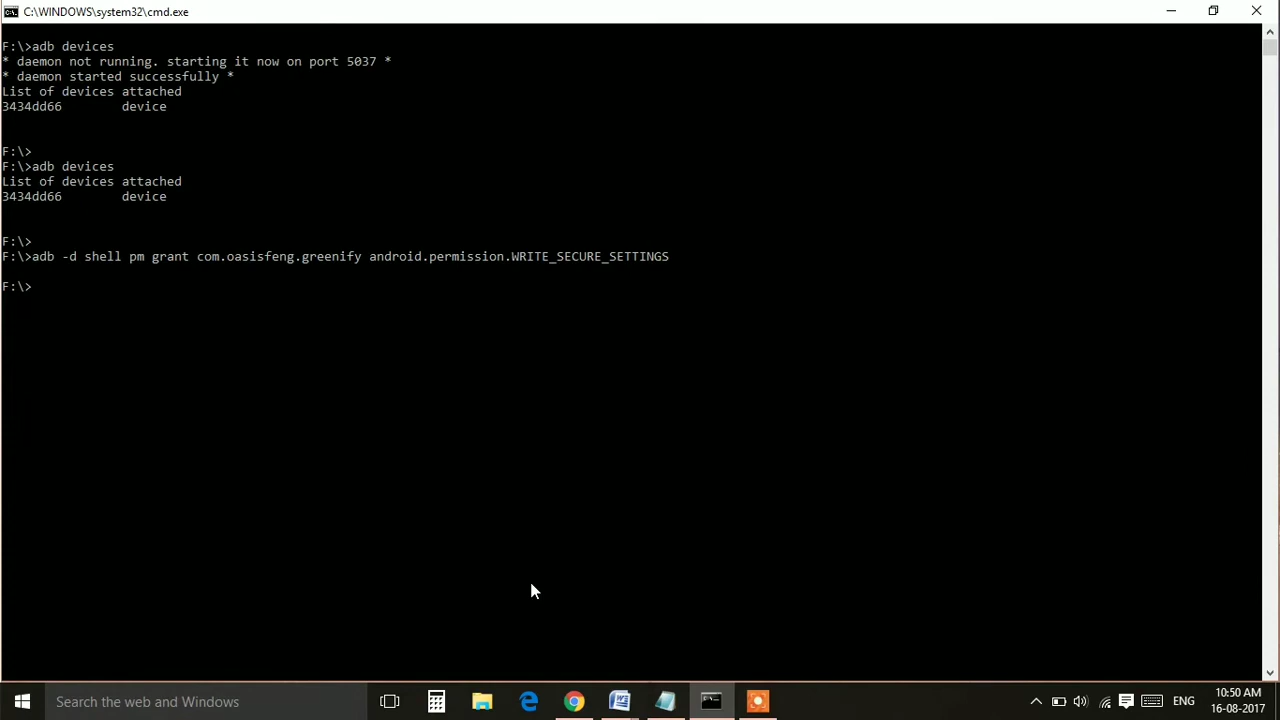 C:\WINDOWS\system32\cmd.exe
F:\>adb devices
* daemon not running. starting it now on port 5037 *
* daemon started successfully *
List of devices attached
3434dd66        device
F:\>
F:\>adb devices
List of devices attached
3434dd66        device
F:\>
F:\>adb -d shell pm grant com.oasisfeng.greenify android.permission.WRITE_SECURE_SETTINGS
F:\>
Search the web and Windows
ENG
10:50 AM
16-08-2017